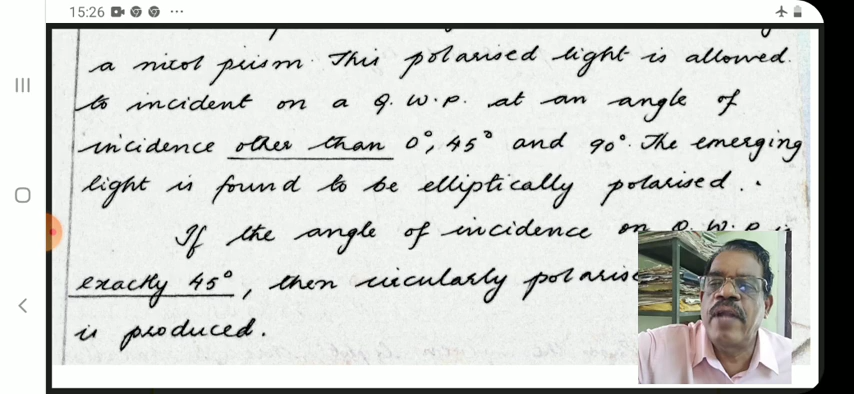 15:26
a nicol prism. This polarised light is allowed.
to incident on a Q.W.P. at an angle of
incidence other than 0°, 45° and 90°. The emerging
light is found to be elliptically polarised.
If the angle of incidence on
exactly 45°, then circularly
is produced.